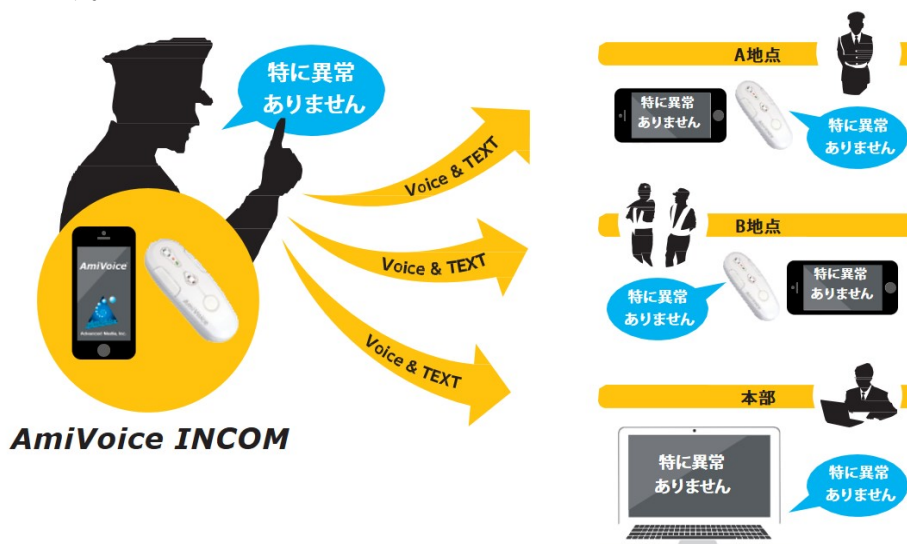 特に異常
ありません
Voice & TEXT
Voice & TEXT
Voice & TEXT
AmiVoice
Advanced Media, Inc.
AmiVoice INCOM
A地点
特に異常
ありません
特に異常
ありません
B地点
特に異常
ありません
特に異常
ありません
本部
特に異常
ありません
特に異常
ありません